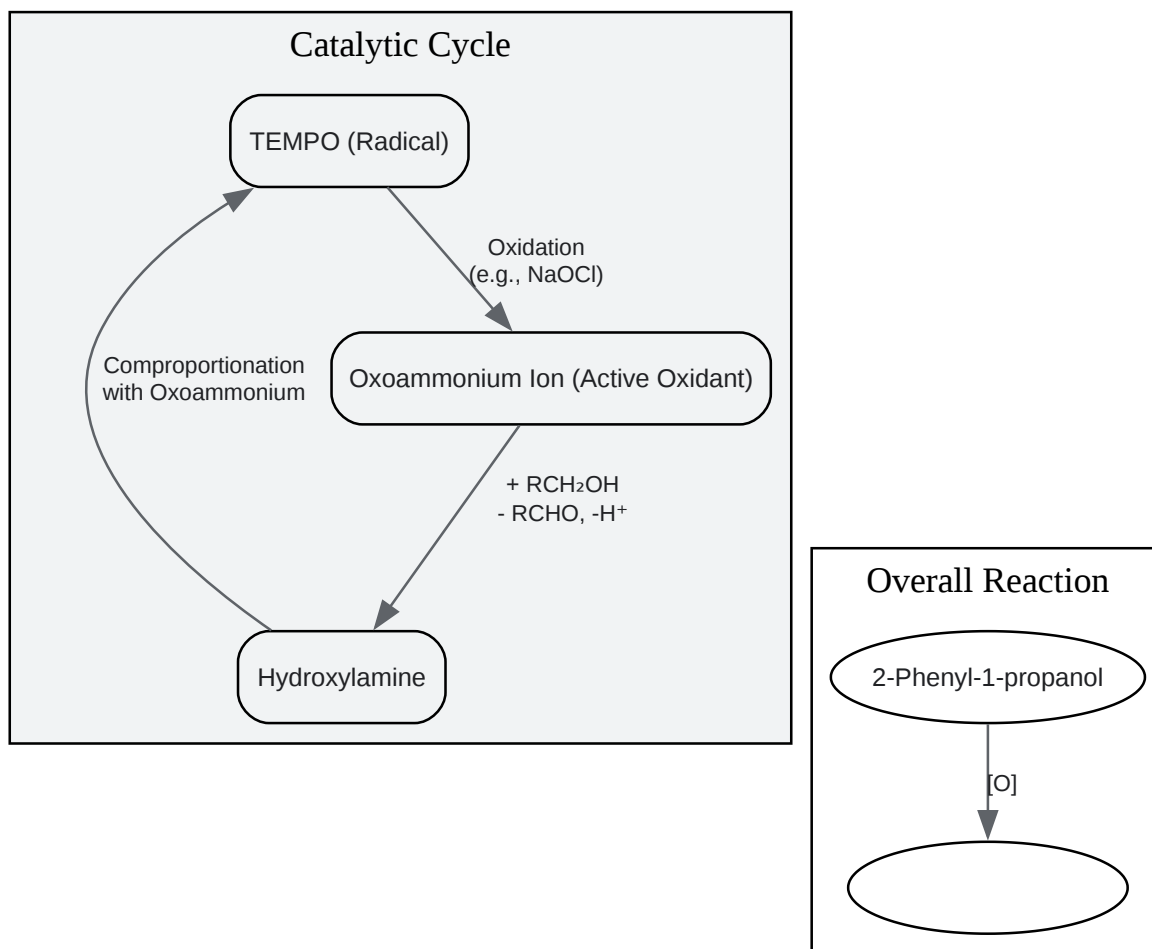 Catalytic Cycle
TEMPO (Radical)
Oxidation
(e.g., NaOCl)
Comproportionation
with Oxoammonium
Oxoammonium Ion (Active Oxidant)
+ RCH₂OH
- RCHO, -H⁺
Hydroxylamine
Overall Reaction
2-Phenyl-1-propanol
[O]